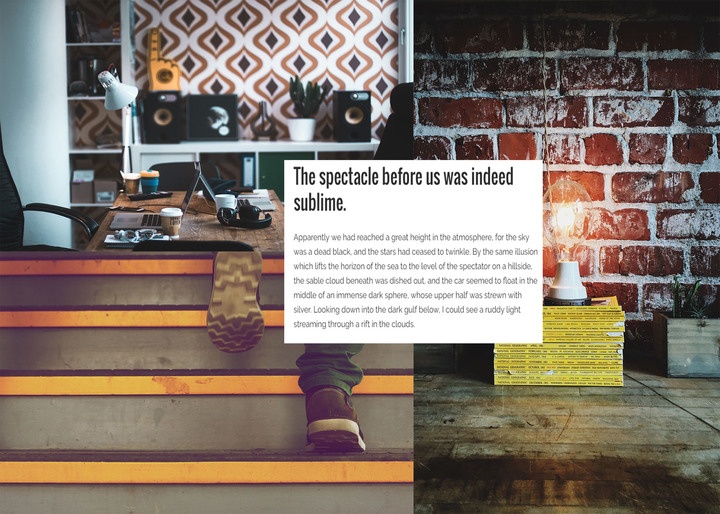 The spectacle before us was indeed
sublime.
Apparently we had reached a great height in the atmosphere, for the sky
was a dead black, and the stars had ceased to twinkle. By the same illusion
which lifts the horizon of the sea to the level of the spectator on a hillside,
the sable cloud beneath was dished out, and the car seemed to float in the
middle of an immense dark sphere, whose upper half was strewn with
silver. Looking down into the dark gulf below, I could see a ruddy light
streaming through a rift in the clouds.